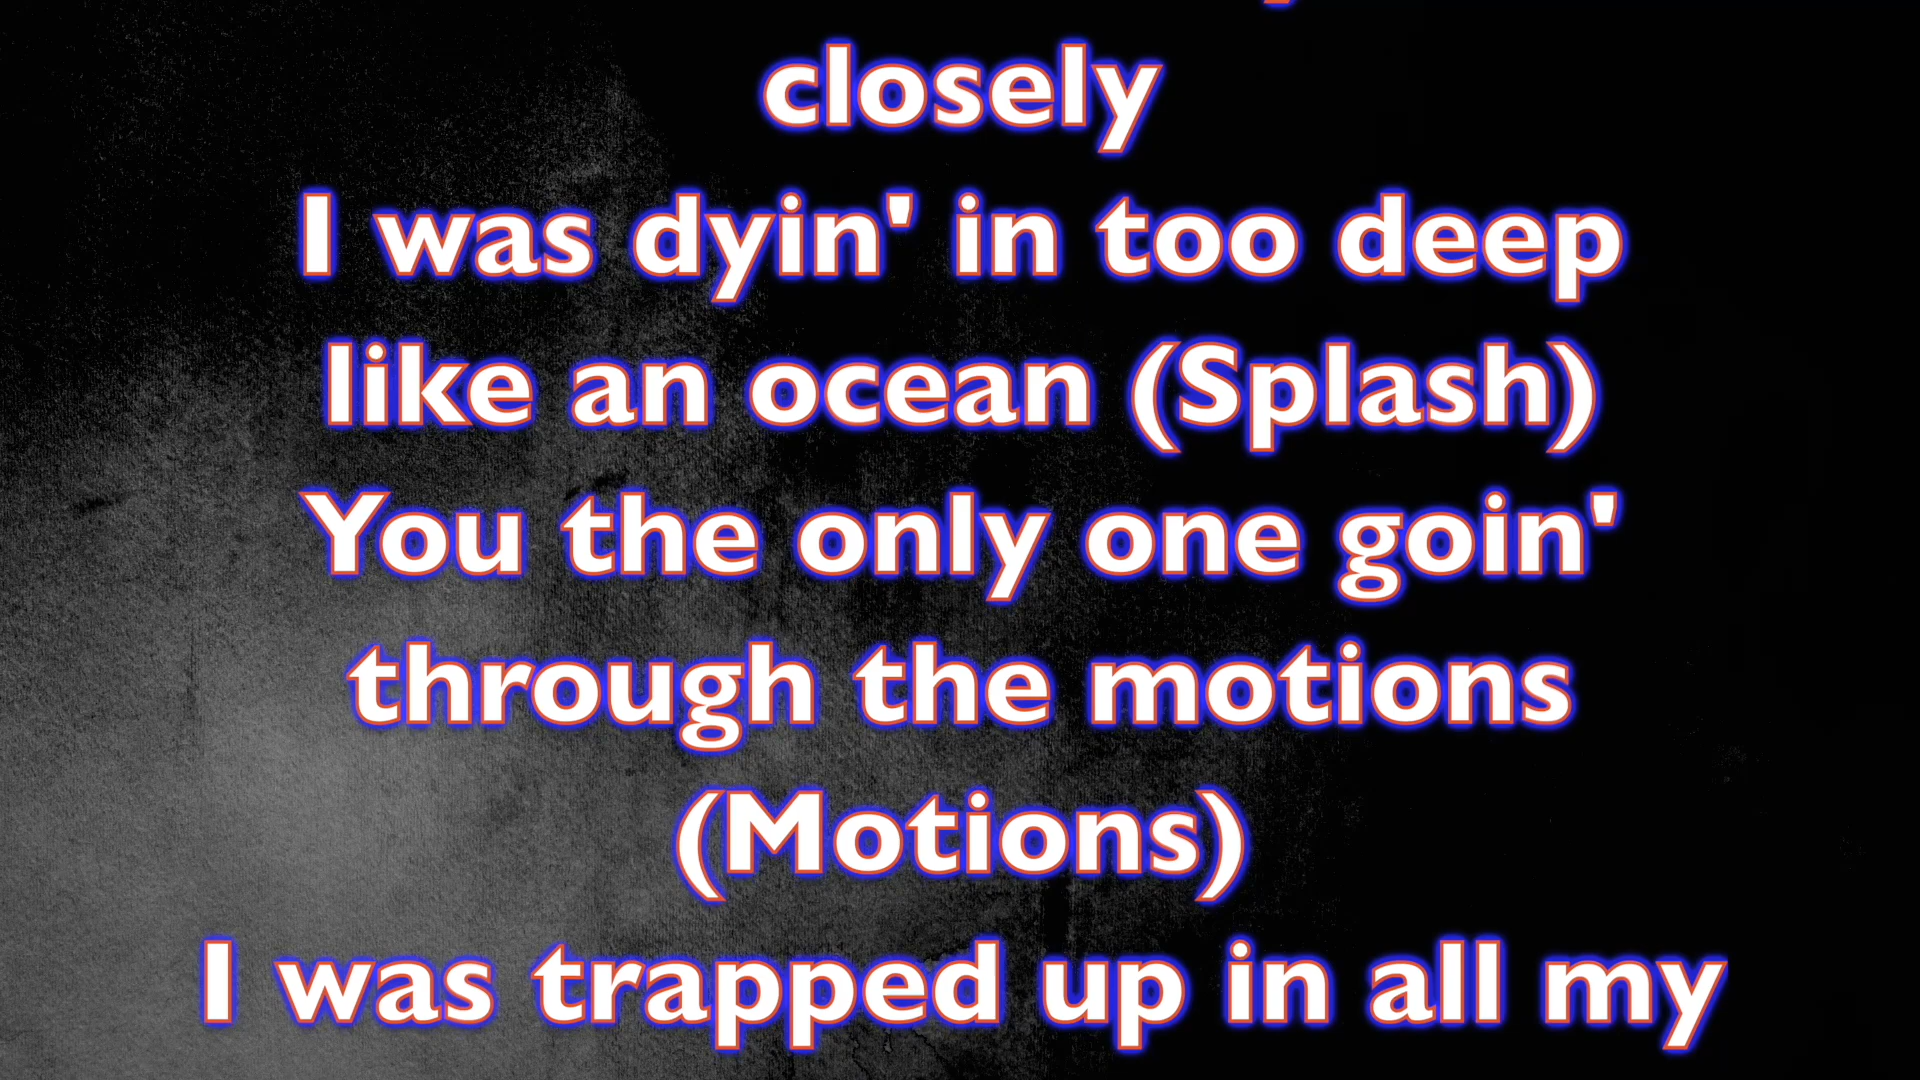 closely
I was dyin' in too deep
like an ocean (Splash)
You the only one goin'
through the motions
(Motions)
I was trapped up in all my